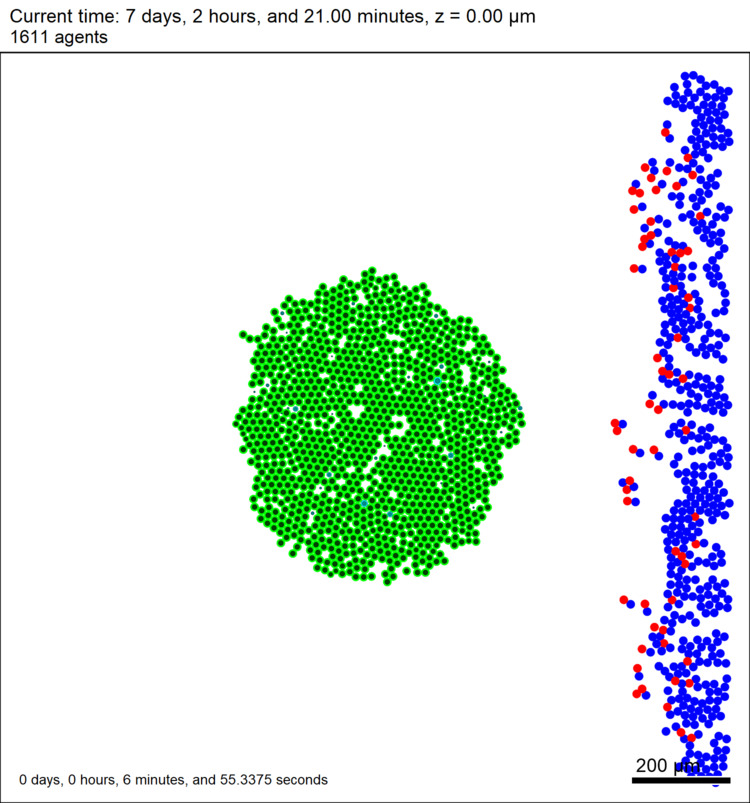 Current time: 7 days, 2 hours, and 21.00 minutes, z = 0.00 µm
1611 agents
200 µm
0 days, 0 hours, 6 minutes, and 55.3375 seconds